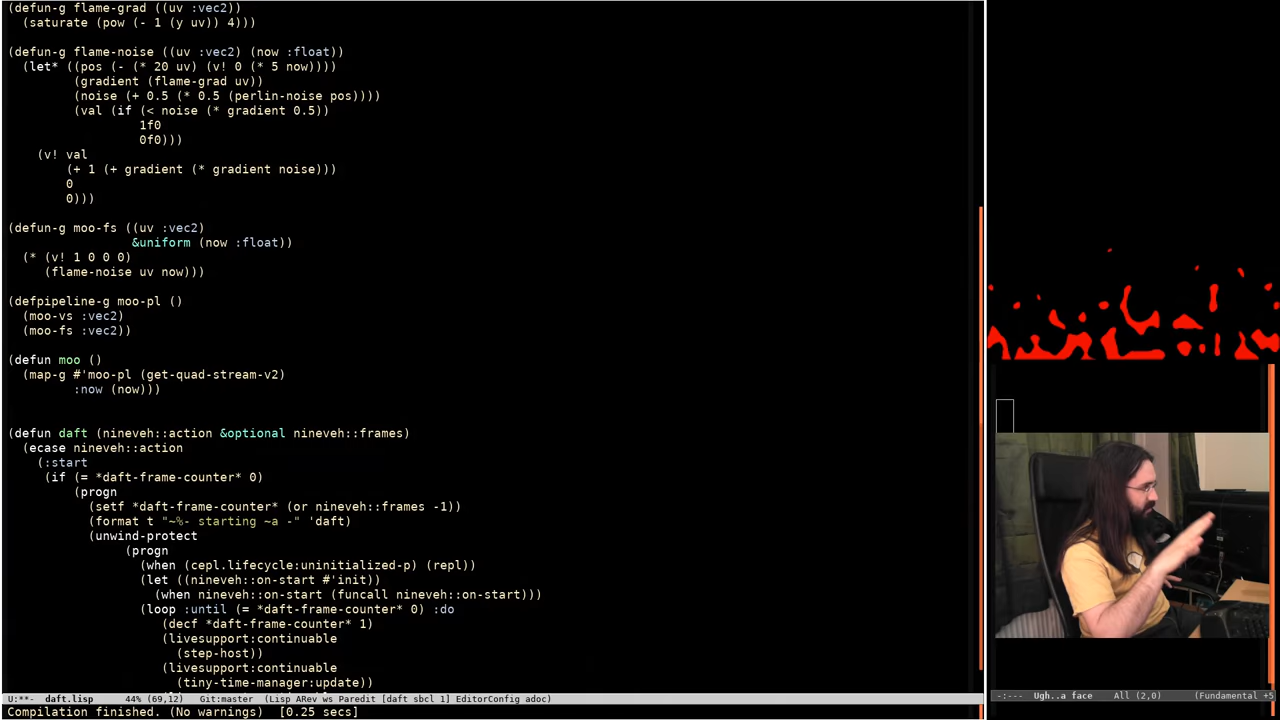 (defun-g flame-grad ((uv :vec2))
  (saturate (pow (- 1 (y uv)) 4)))
(defun-g flame-noise ((uv :vec2) (now :float))
  (let* ((pos (- (* 20 uv) (v! 0 (* 5 now))))
         (gradient (flame-grad uv))
         (noise (+ 0.5 (* 0.5 (perlin-noise pos))))
         (val (if (< noise (* gradient 0.5))
                  1f0
                  0f0)))
    (v! val
        (+ 1 (+ gradient (* gradient noise)))
        0
        0)))
(defun-g moo-fs ((uv :vec2)
                 &uniform (now :float))
  (* (v! 1 0 0 0)
     (flame-noise uv now)))
(defpipeline-g moo-pl ()
  (moo-vs :vec2)
  (moo-fs :vec2))
(defun moo ()
  (map-g #'moo-pl (get-quad-stream-v2)
         :now (now)))
(defun daft (nineveh::action &optional nineveh::frames)
  (ecase nineveh::action
    (:start
     (if (= *daft-frame-counter* 0)
         (progn
           (setf *daft-frame-counter* (or nineveh::frames -1))
           (format t "~%- starting ~a -" 'daft)
           (unwind-protect
                (progn
                  (when (cepl.lifecycle:uninitialized-p) (repl))
                  (let ((nineveh::on-start #'init))
                    (when nineveh::on-start (funcall nineveh::on-start)))
                  (loop :until (= *daft-frame-counter* 0) :do
                     (decf *daft-frame-counter* 1)
                     (livesupport:continuable
                       (step-host))
                     (livesupport:continuable
                       (tiny-time-manager:update))
U:**-  daft.lisp      44% (69,12)   Git:master  (Lisp ARev ws Paredit [daft sbcl 1] EditorConfig adoc)
-:---  Ugh..a face    All (2,0)     (Fundamental +5
Compilation finished. (No warnings)  [0.25 secs]